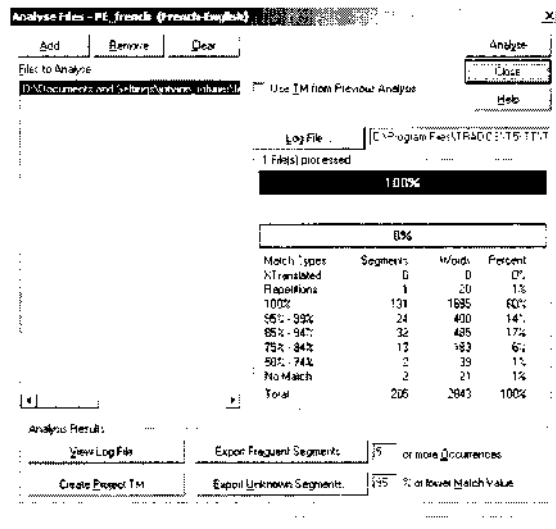 Analyse Files - PE_french (French-English)
Add Remove Clear Analyse
Files to Analyse Close
D:\Documents and Settings\
Use TM from Previous Analysis
Help
Log File...
1 File(s) processed
100%
0%
Match Types Segments Words Percent
XTranslated 0 0 0%
Repetitions 1 20 1%
100% 131 1695 60%
95% - 99% 24 400 14%
85% - 94% 32 485 17%
75% - 84% 13 183 6%
50% - 74% 2 39 1%
No Match 2 21 1%
Total 205 2843 100%
Analysis Results
View Log File Export Frequent Segments 5 or more Occurrences
Create Project TM Export Unknown Segments. 95 % or lower Match Value